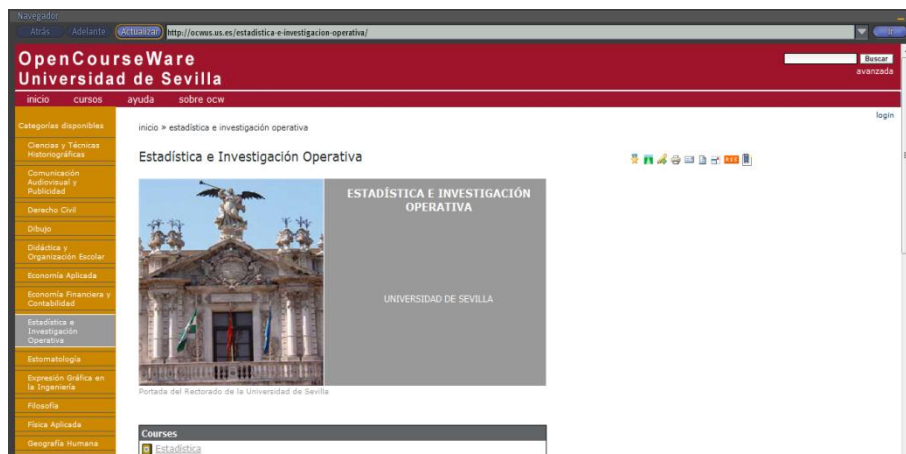 Navegador
Atrás Adelante Actualizar http://ocwus.us.es/estadistica-e-investigacion-operativa/ Ir
OpenCourseWare
Universidad de Sevilla
Buscar
avanzada
inicio cursos ayuda sobre ocw
login
Categorías disponibles
Ciencias y Técnicas
Historiográficas
Comunicación
Audiovisual y
Publicidad
Derecho Civil
Dibujo
Didáctica y
Organización Escolar
Economía Aplicada
Economía Financiera y
Contabilidad
Estadística e
Investigación
Operativa
Estomatología
Expresión Gráfica en
la Ingeniería
Filosofía
Física Aplicada
Geografía Humana
inicio » estadística e investigación operativa
Estadística e Investigación Operativa
RSS
ESTADÍSTICA E INVESTIGACIÓN
OPERATIVA
UNIVERSIDAD DE SEVILLA
Portada del Rectorado de la Universidad de Sevilla
Courses
Estadística